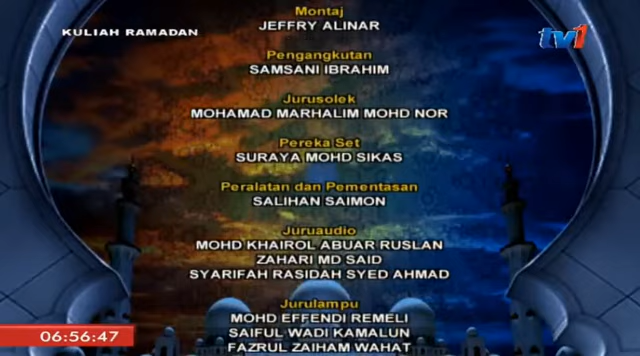 Montaj
JEFFRY ALINAR
KULIAH RAMADAN
tv1
Pengangkutan
SAMSANI IBRAHIM
Jurusolek
MOHAMAD MARHALIM MOHD NOR
Pereka Set
SURAYA MOHD SIKAS
Peralatan dan Pementasan
SALIHAN SAIMON
Juruaudio
MOHD KHAIROL ABUAR RUSLAN
ZAHARI MD SAID
SYARIFAH RASIDAH SYED AHMAD
Jurulampu
MOHD EFFENDI REMELI
SAIFUL WADI KAMALUN
FAZRUL ZAIHAM WAHAT
06:56:47